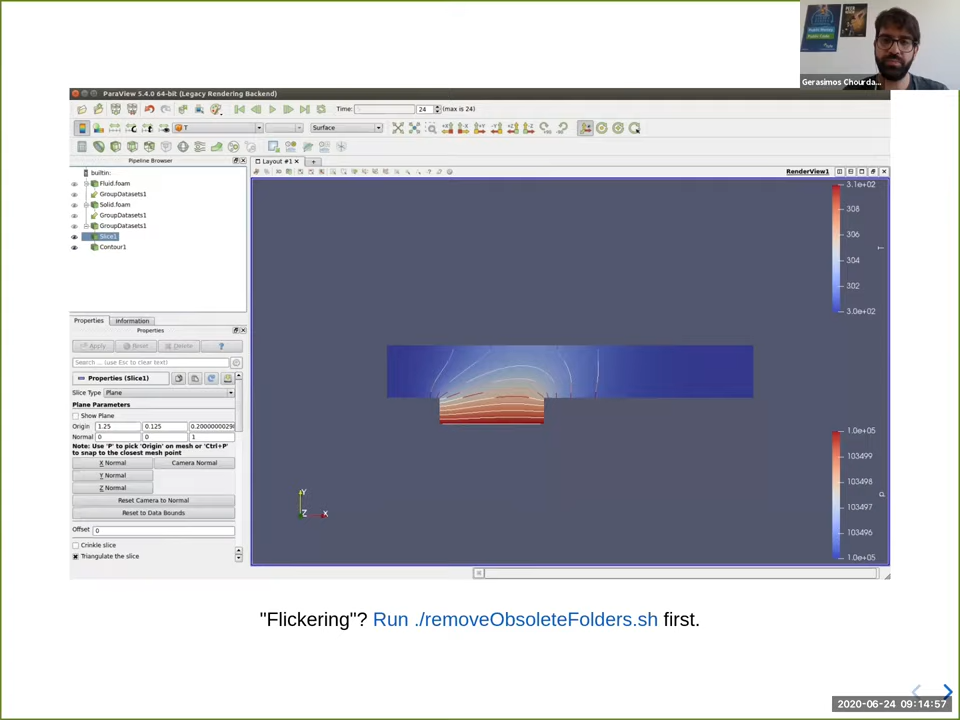 Gerasimos Chourda...
ParaView 5.4.0 64-bit (Legacy Rendering Backend)
Time:
24
(max is 24)
T
Surface
Pipeline Browser
builtin:
Fluid.foam
GroupDatasets1
Solid.foam
GroupDatasets1
GroupDatasets1
Slice1
Contour1
Layout #1
RenderView1
Properties
Information
Properties
Apply
Reset
Delete
?
Search ... (use Esc to clear text)
Properties (Slice1)
Slice Type Plane
Plane Parameters
Show Plane
Origin 1.25 0.125
Normal 0 0 1
Note: Use 'P' to pick 'Origin' on mesh or 'Ctrl+P'
to snap to the closest mesh point
X Normal
Camera Normal
Y Normal
Z Normal
Reset Camera to Normal
Reset to Data Bounds
Offset 0
Crinkle slice
Triangulate the slice
3.1e+02
308
306
304
302
3.0e+02
T
1.0e+05
103499
103498
103497
103496
1.0e+05
p
Y
Z
X
"Flickering"? Run ./removeObsoleteFolders.sh first.
2020-06-24 09:14:57